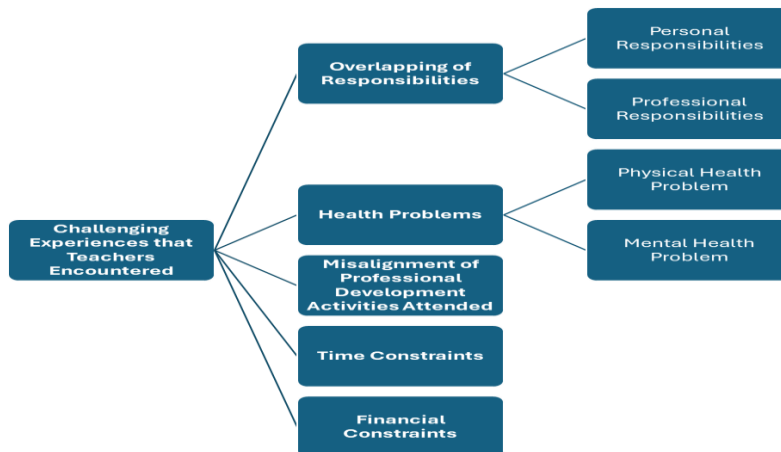 Challenging
Experiences that
Teachers
Encountered
Overlapping of
Responsibilities
Personal
Responsibilities
Professional
Responsibilities
Health Problems
Physical Health
Problem
Mental Health
Problem
Misalignment of
Professional
Development
Activities Attended
Time Constraints
Financial
Constraints